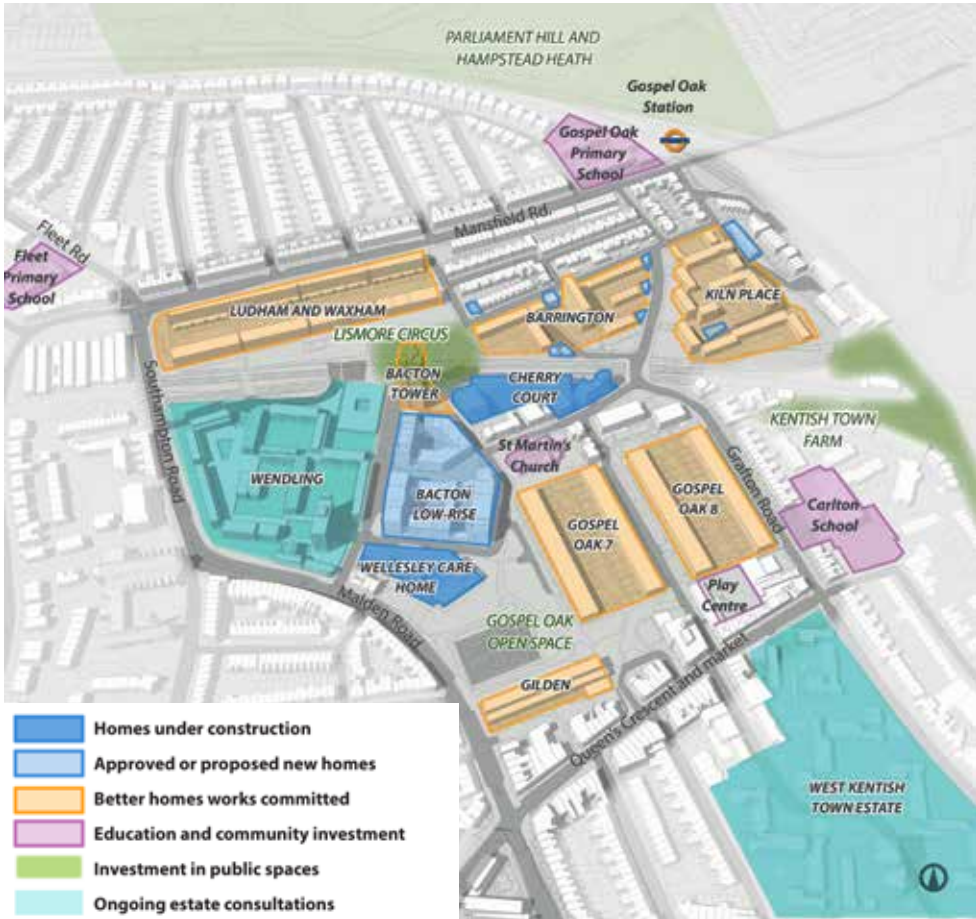 PARLIAMENT HILL AND
HAMPSTEAD HEATH
Gospel Oak
Station
Gospel Oak
Primary
School
Mansfield Rd.
Fleet Rd
Fleet
Primary
School
LUDHAM AND WAXHAM
LISMORE CIRCUS
BARRINGTON
KILN PLACE
BACTON
TOWER
CHERRY
COURT
KENTISH TOWN
FARM
Southampton Road
St Martin's
Church
WENDLING
BACTON
LOW-RISE
GOSPEL
OAK 7
GOSPEL
OAK 8
Grafton Road
Carlton
School
WELLESLEY CARE
HOME
Play
Centre
Malden Road
GOSPEL OAK
OPEN SPACE
GILDEN
Queen's Crescent and market
WEST KENTISH
TOWN ESTATE
Homes under construction
Approved or proposed new homes
Better homes works committed
Education and community investment
Investment in public spaces
Ongoing estate consultations